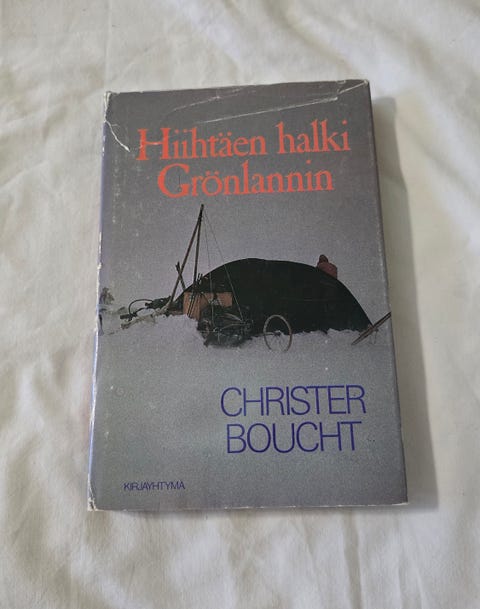 Hiihtäen halki
Grönlannin
CHRISTER
BOUCHT
KIRJAYHTYMÄ